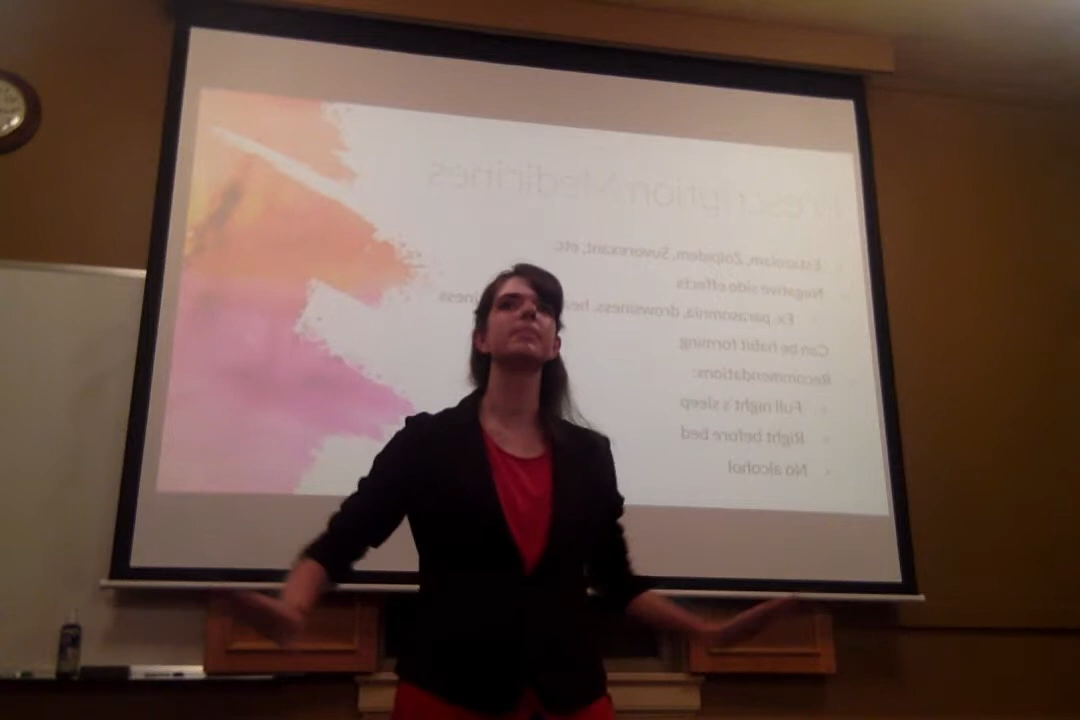 Prescription Medicines
Estazolam, Zolpidem, Suvorexant, etc.
Negative side effects
Ex. parasomnia, drowsiness,
Can be habit forming
Recommendations:
Full night's sleep
Right before bed
No alcohol